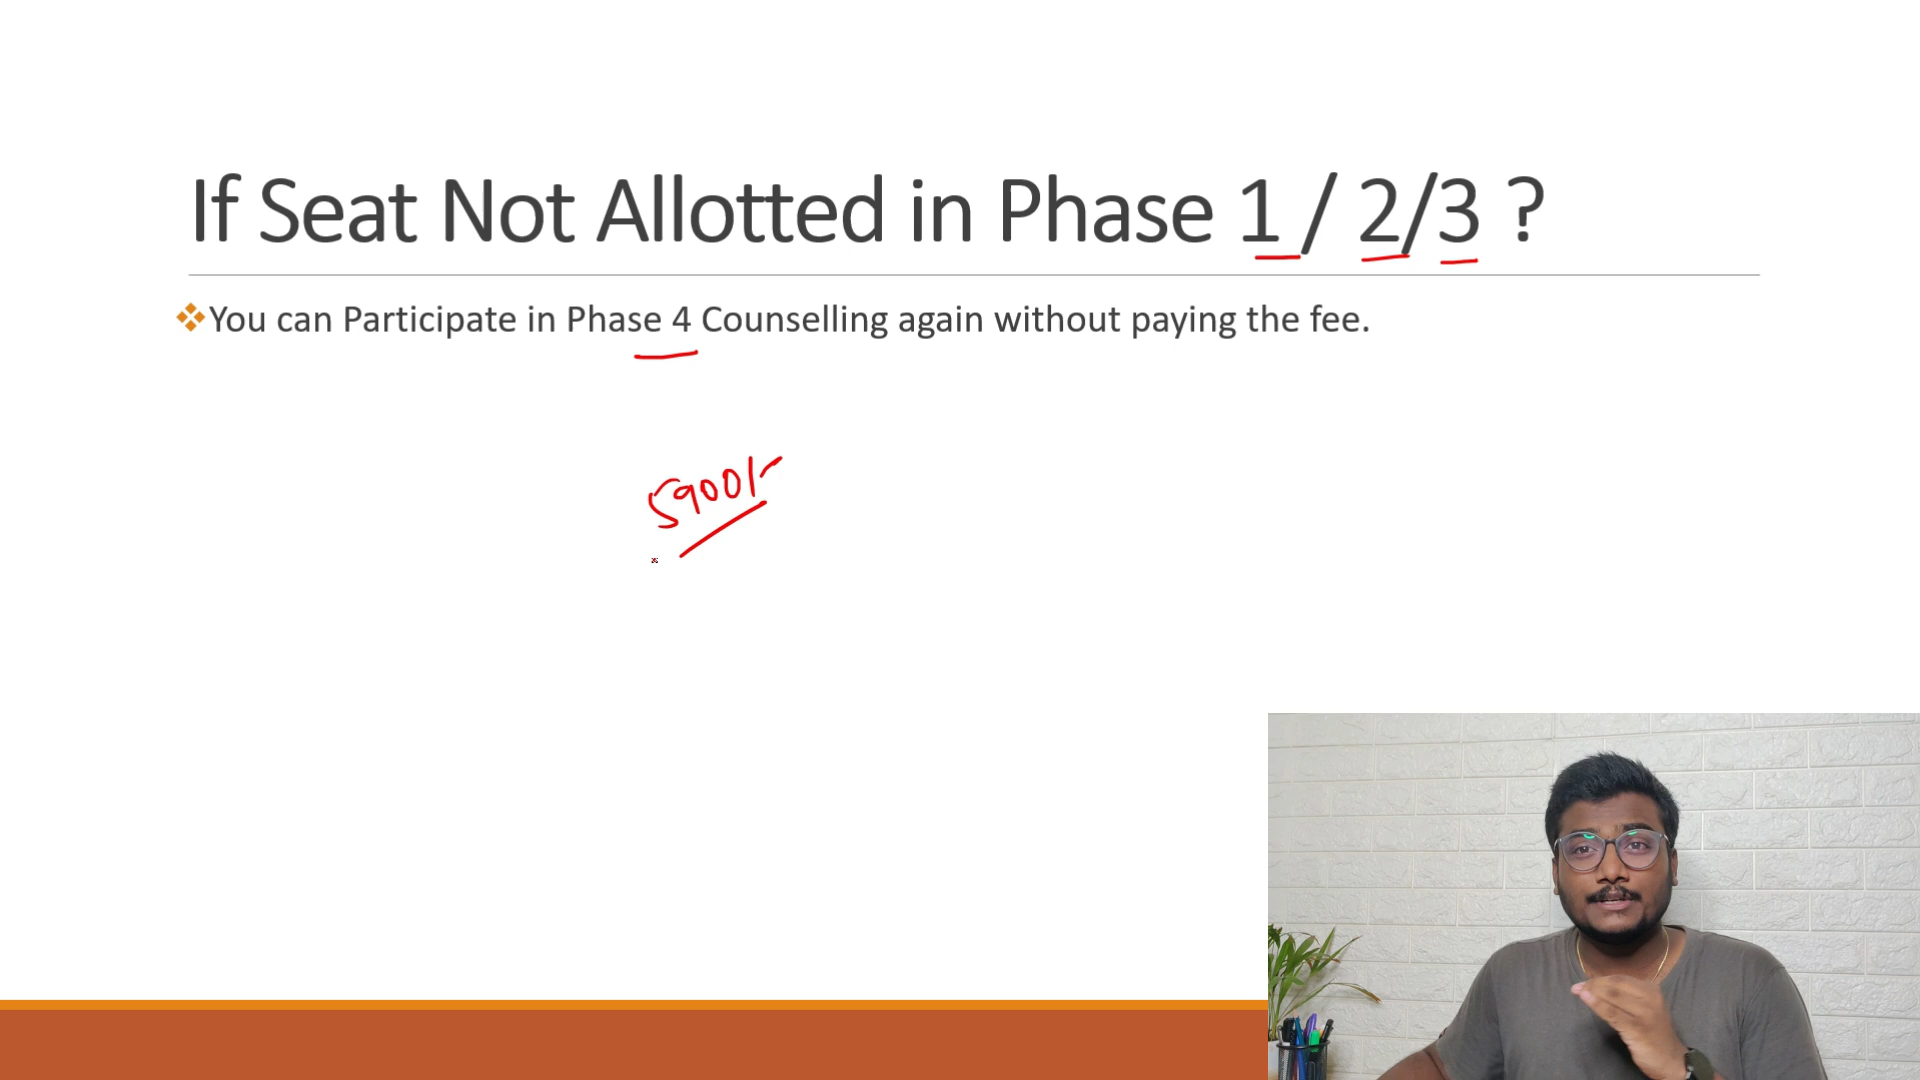 If Seat Not Allotted in Phase 1 / 2/3 ?
❖You can Participate in Phase 4 Counselling again without paying the fee.
5900/-